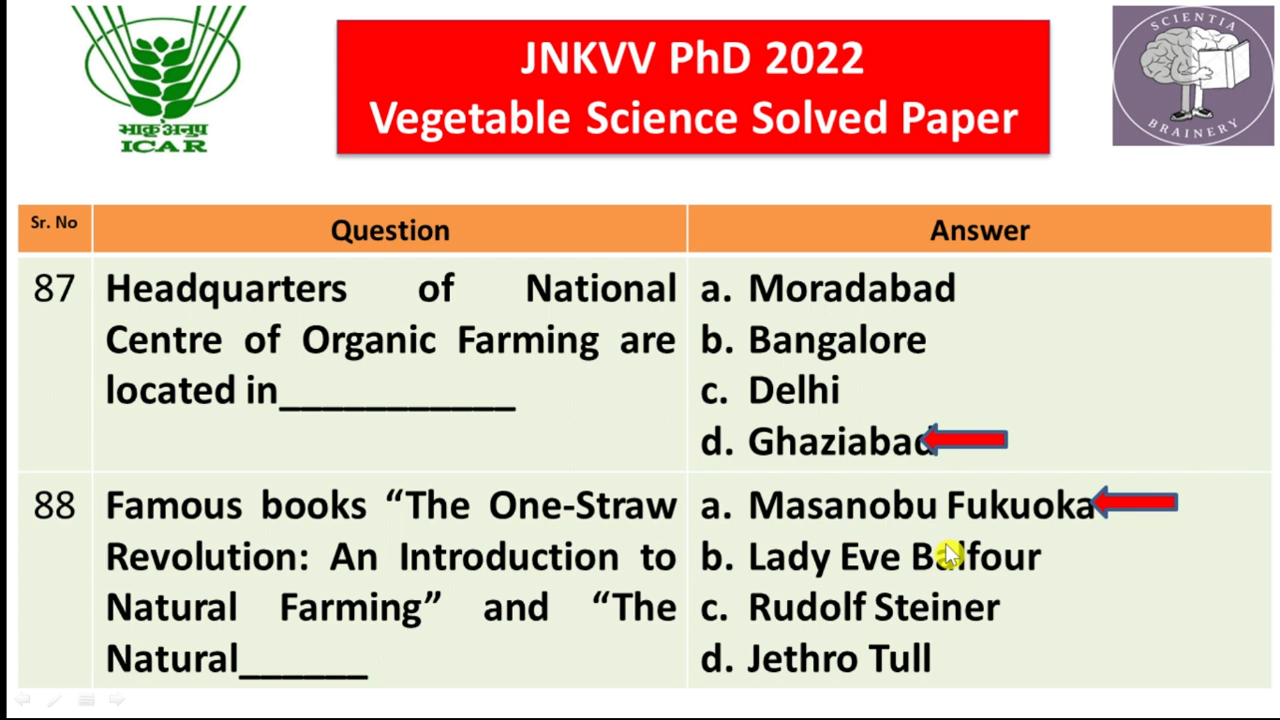 भाकृअनुप
ICAR
JNKVV PhD 2022
Vegetable Science Solved Paper
SCIENTIA
BRAINERY
Sr. No
Question
Answer
87
Headquarters of National
Centre of Organic Farming are
located in___________
a. Moradabad
b. Bangalore
c. Delhi
d. Ghaziabad
88
Famous books “The One-Straw
Revolution: An Introduction to
Natural Farming” and “The
Natural______
a. Masanobu Fukuoka
b. Lady Eve Balfour
c. Rudolf Steiner
d. Jethro Tull